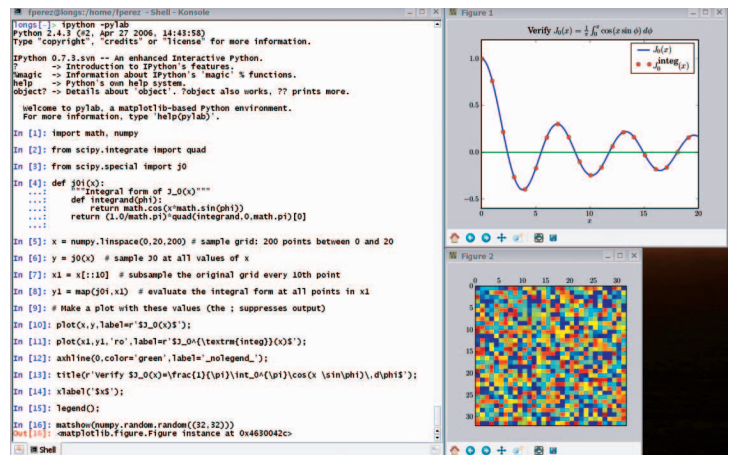 fperez@longs:/home/fperez - Shell - Konsole
longs[~]> ipython -pylab
Python 2.4.3 (#2, Apr 27 2006, 14:43:58)
Type "copyright", "credits" or "license" for more information.
IPython 0.7.3.svn -- An enhanced Interactive Python.
? -> Introduction to IPython's features.
%magic -> Information about IPython's 'magic' % functions.
help -> Python's own help system.
object? -> Details about 'object'. ?object also works, ?? prints more.
Welcome to pylab, a matplotlib-based Python environment.
For more information, type 'help(pylab)'.
In [1]: import math, numpy
In [2]: from scipy.integrate import quad
In [3]: from scipy.special import j0
In [4]: def j0i(x):
...: """Integral form of J_0(x)"""
...: def integrand(phi):
...: return math.cos(x*math.sin(phi))
...: return (1.0/math.pi)*quad(integrand,0,math.pi)[0]
...:
In [5]: x = numpy.linspace(0,20,200) # sample grid: 200 points between 0 and 20
In [6]: y = j0(x) # sample J0 at all values of x
In [7]: x1 = x[::10] # subsample the original grid every 10th point
In [8]: y1 = map(j0i,x1) # evaluate the integral form at all points in x1
In [9]: # Make a plot with these values (the ; suppresses output)
In [10]: plot(x,y,label=r'$J_0(x)$');
In [11]: plot(x1,y1,'ro',label=r'$J_0^{\textrm{integ}}(x)$');
In [12]: axhline(0,color='green',label='_nolegend_');
In [13]: title(r'Verify $J_0(x)=\frac{1}{\pi}\int_0^{\pi}\cos(x \sin\phi)\,d\phi$');
In [14]: xlabel('$x$');
In [15]: legend();
In [16]: matshow(numpy.random.random((32,32)))
Out[16]: <matplotlib.figure.Figure instance at 0x4630042c>
Shell
Figure 1
Verify J₀(x) = 1/π ∫₀^π cos(x sin ϕ) dϕ
J₀(x)
J₀^integ(x)
1.0
0.5
0.0
−0.5
0 5 10 15 20
x
Figure 2
0 5 10 15 20 25 30
0
5
10
15
20
25
30